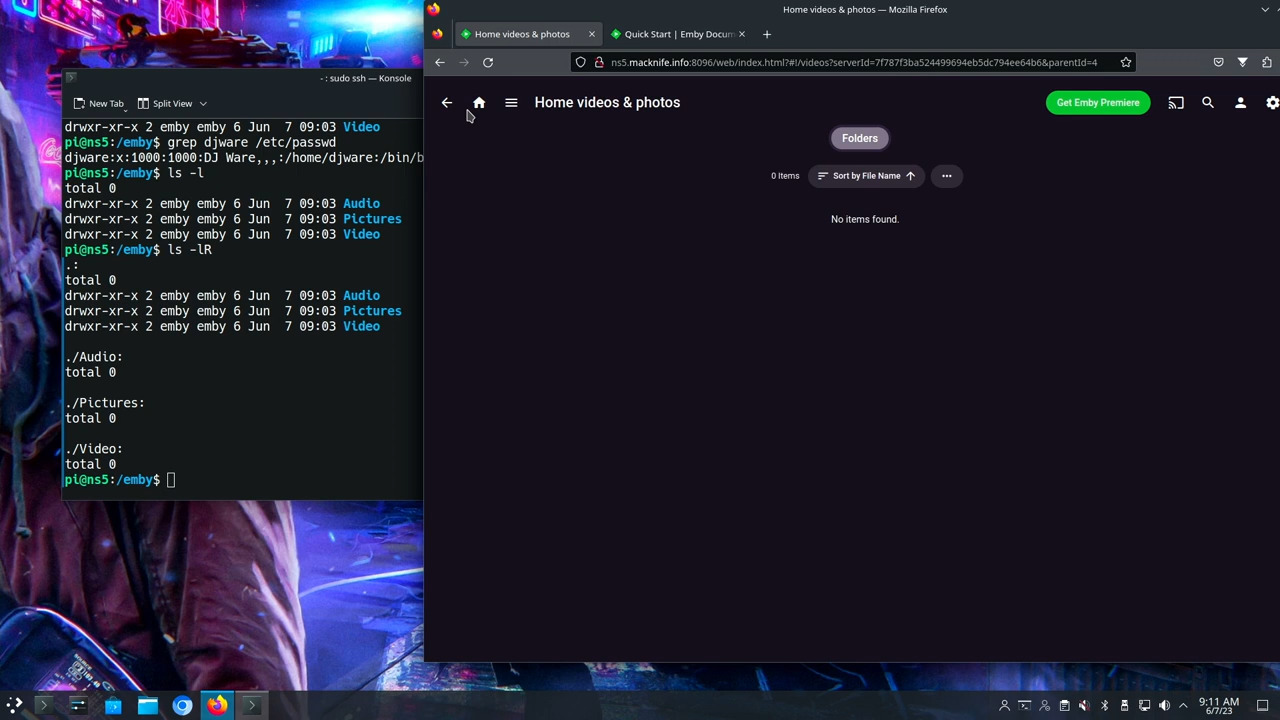 - : sudo ssh — Konsole
New Tab
Split View
drwxr-xr-x 2 emby emby 6 Jun  7 09:03 Video
pi@ns5:/emby$ grep djware /etc/passwd
djware:x:1000:1000:DJ Ware,,,:/home/djware:/bin/b
pi@ns5:/emby$ ls -l
total 0
drwxr-xr-x 2 emby emby 6 Jun  7 09:03 Audio
drwxr-xr-x 2 emby emby 6 Jun  7 09:03 Pictures
drwxr-xr-x 2 emby emby 6 Jun  7 09:03 Video
pi@ns5:/emby$ ls -lR
.:
total 0
drwxr-xr-x 2 emby emby 6 Jun  7 09:03 Audio
drwxr-xr-x 2 emby emby 6 Jun  7 09:03 Pictures
drwxr-xr-x 2 emby emby 6 Jun  7 09:03 Video
./Audio:
total 0
./Pictures:
total 0
./Video:
total 0
pi@ns5:/emby$
Home videos & photos — Mozilla Firefox
Home videos & photos
Quick Start | Emby Docum
ns5.macknife.info:8096/web/index.html?#!/videos?serverId=7f787f3ba524499694eb5dc794ee64b6&parentId=4
Home videos & photos
Get Emby Premiere
Folders
0 Items
Sort by File Name
No items found.
9:11 AM
6/7/23